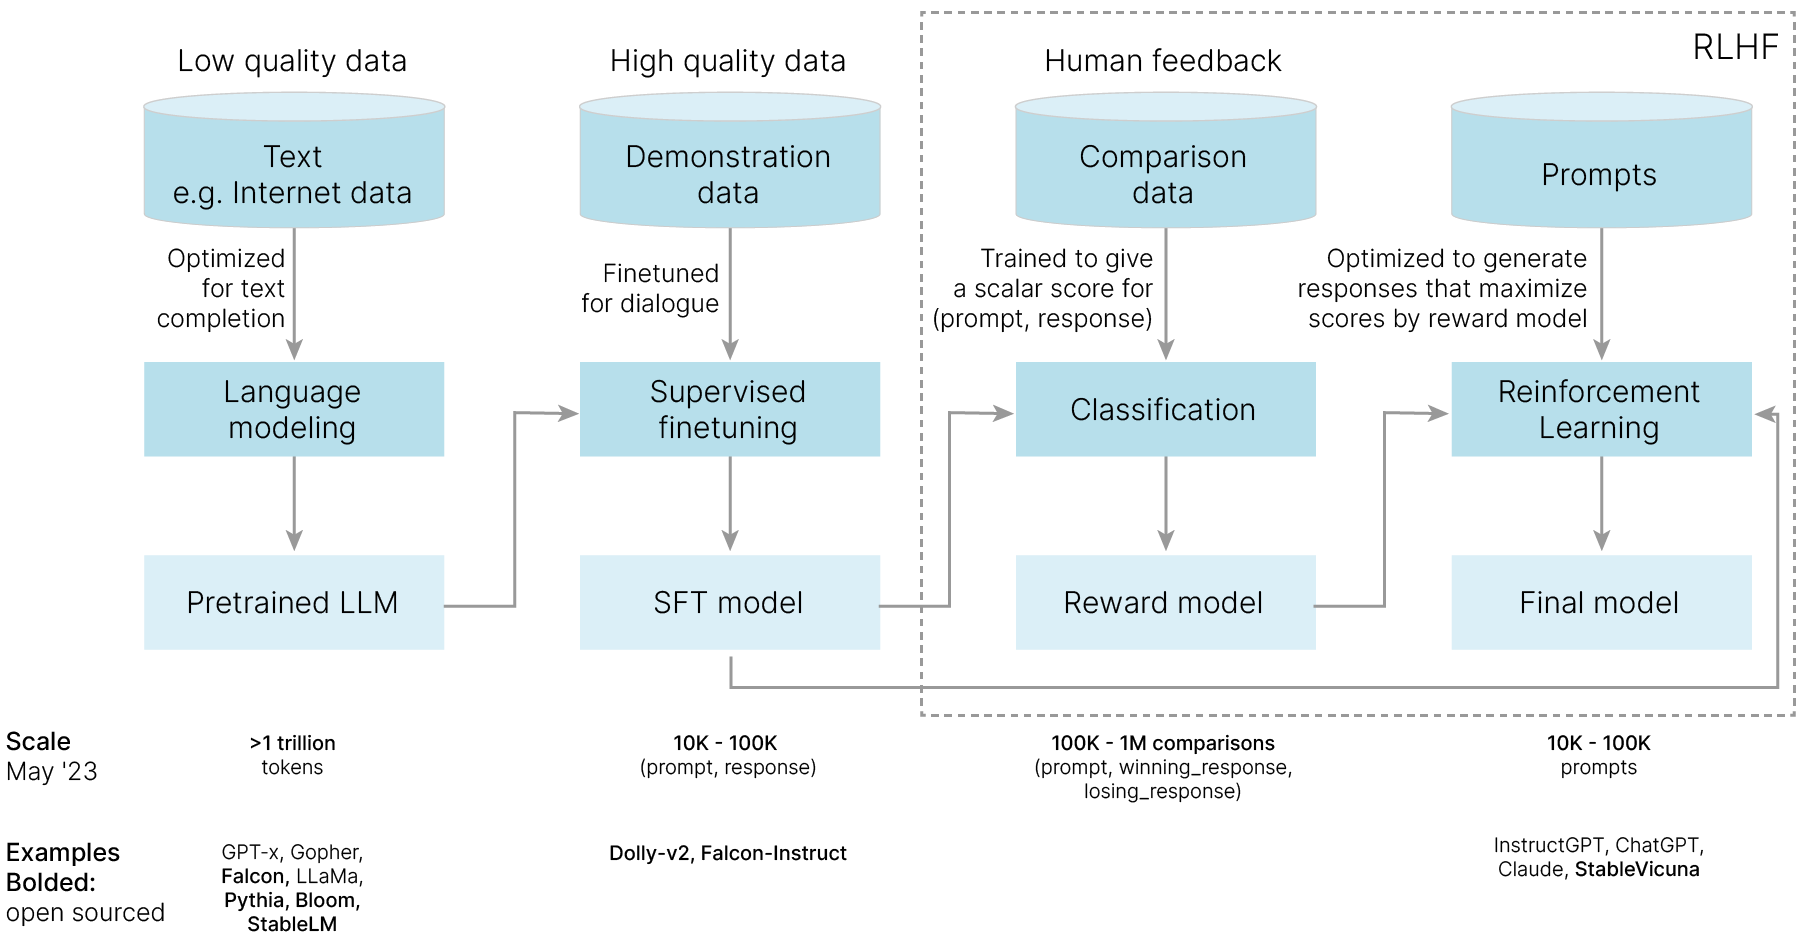 RLHF
Low quality data
High quality data
Human feedback
Text
e.g. Internet data
Demonstration
data
Comparison
data
Prompts
Optimized
for text
completion
Finetuned
for dialogue
Trained to give
a scalar score for
(prompt, response)
Optimized to generate
responses that maximize
scores by reward model
Language
modeling
Supervised
finetuning
Classification
Reinforcement
Learning
Pretrained LLM
SFT model
Reward model
Final model
Scale
May '23
>1 trillion
tokens
10K - 100K
(prompt, response)
100K - 1M comparisons
(prompt, winning_response,
losing_response)
10K - 100K
prompts
Examples
Bolded:
open sourced
GPT-x, Gopher,
Falcon, LLaMa,
Pythia, Bloom,
StableLM
Dolly-v2, Falcon-Instruct
InstructGPT, ChatGPT,
Claude, StableVicuna